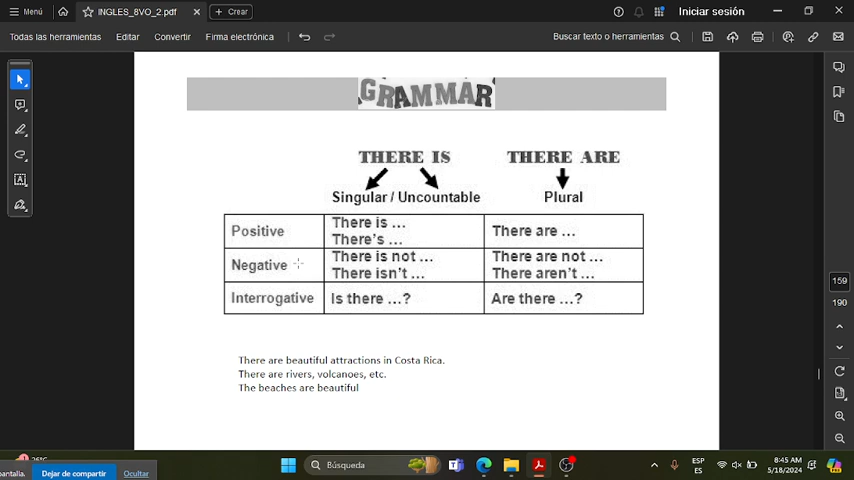 Menú
INGLES_8VO_2.pdf
Crear
Iniciar sesión
Todas las herramientas
Editar
Convertir
Firma electrónica
Buscar texto o herramientas
GRAMMAR
THERE IS
THERE ARE
Singular / Uncountable
Plural
Positive
There is ...
There's ...
There are ...
Negative
There is not ...
There isn't ...
There are not ...
There aren't ...
Interrogative
Is there ...?
Are there ...?
There are beautiful attractions in Costa Rica.
There are rivers, volcanoes, etc.
The beaches are beautiful
159
190
pantalla.
Dejar de compartir
Ocultar
Búsqueda
ESP
ES
8:45 AM
5/18/2024